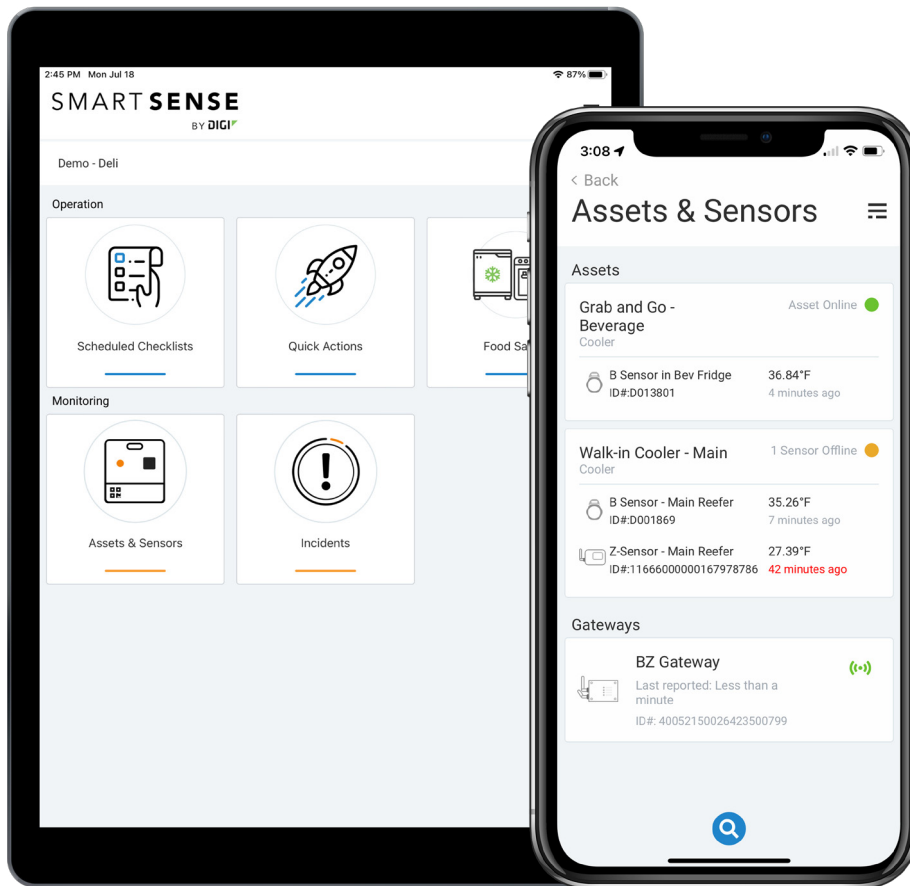 2:45 PM Mon Jul 18
87%
SMART SENSE
BY DIGI
Demo - Deli
Operation
Scheduled Checklists
Quick Actions
Food Sa
Monitoring
Assets & Sensors
Incidents
3:08
< Back
Assets & Sensors
Assets
Grab and Go -
Beverage
Asset Online
Cooler
B Sensor in Bev Fridge 36.84°F
ID#:D013801 4 minutes ago
Walk-in Cooler - Main 1 Sensor Offline
Cooler
B Sensor - Main Reefer 35.26°F
ID#:D001869 7 minutes ago
Z-Sensor - Main Reefer 27.39°F
ID#:11666000000167978786 42 minutes ago
Gateways
BZ Gateway
Last reported: Less than a
minute
ID#: 40052150026423500799